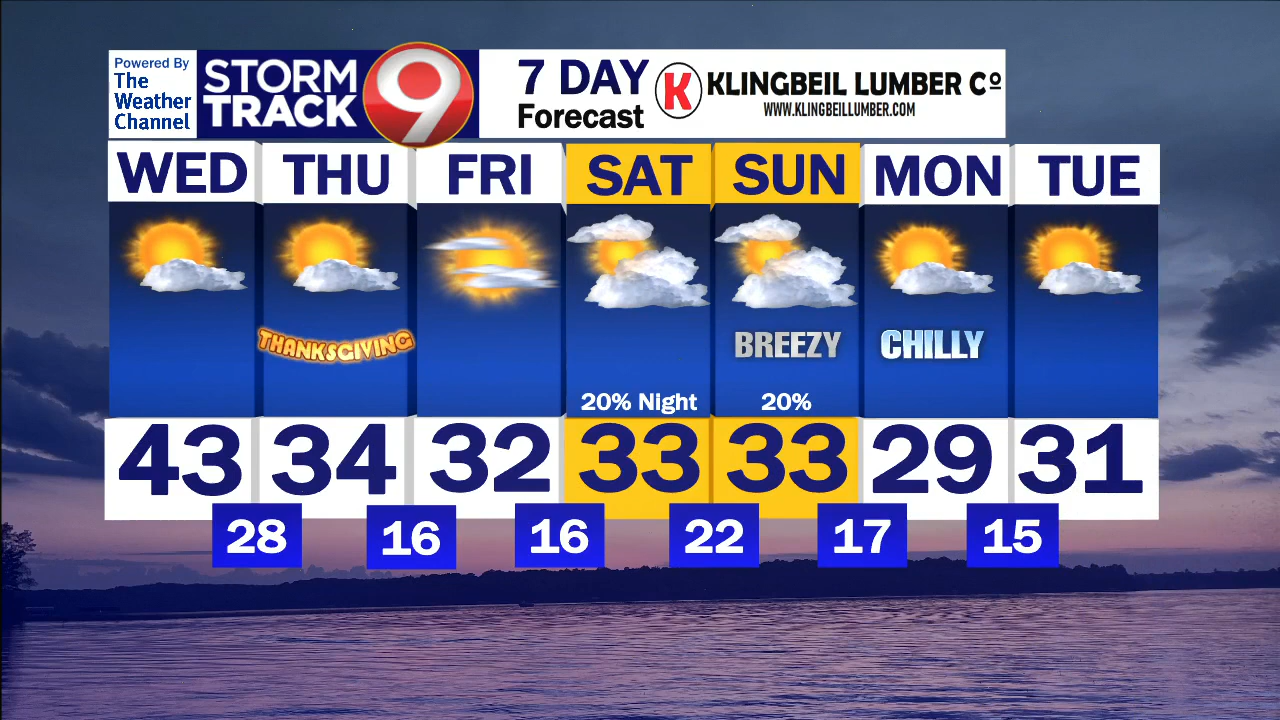 Powered By
The
Weather
Channel
STORM
TRACK
9
7 DAY
Forecast
K
KLINGBEIL LUMBER Cº
WWW.KLINGBEILLUMBER.COM
WED THU FRI SAT SUN MON TUE
THANKSGIVING BREEZY CHILLY
20% Night 20%
43 34 32 33 33 29 31
28 16 16 22 17 15